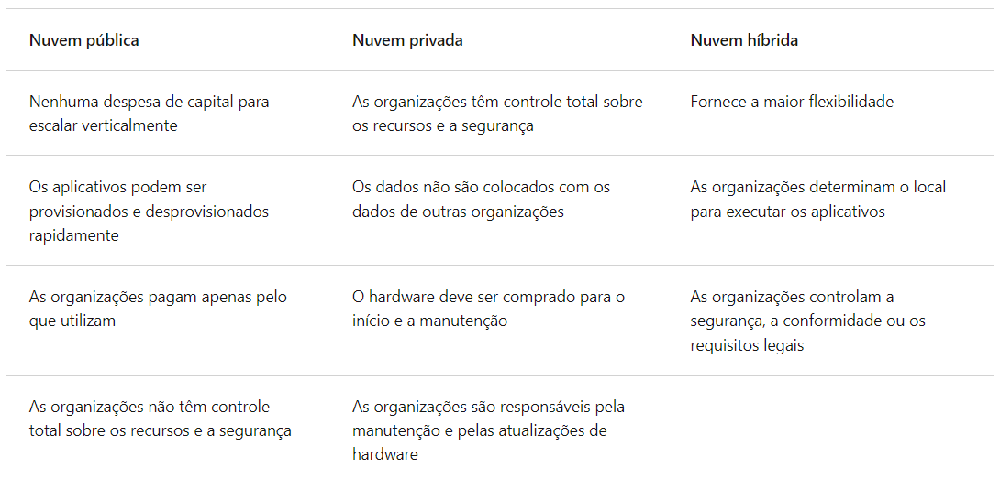 Nuvem pública
Nuvem privada
Nuvem híbrida
Nenhuma despesa de capital para
escalar verticalmente
As organizações têm controle total sobre
os recursos e a segurança
Fornece a maior flexibilidade
Os aplicativos podem ser
provisionados e desprovisionados
rapidamente
Os dados não são colocados com os
dados de outras organizações
As organizações determinam o local
para executar os aplicativos
As organizações pagam apenas pelo
que utilizam
O hardware deve ser comprado para o
início e a manutenção
As organizações controlam a
segurança, a conformidade ou os
requisitos legais
As organizações não têm controle
total sobre os recursos e a segurança
As organizações são responsáveis pela
manutenção e pelas atualizações de
hardware